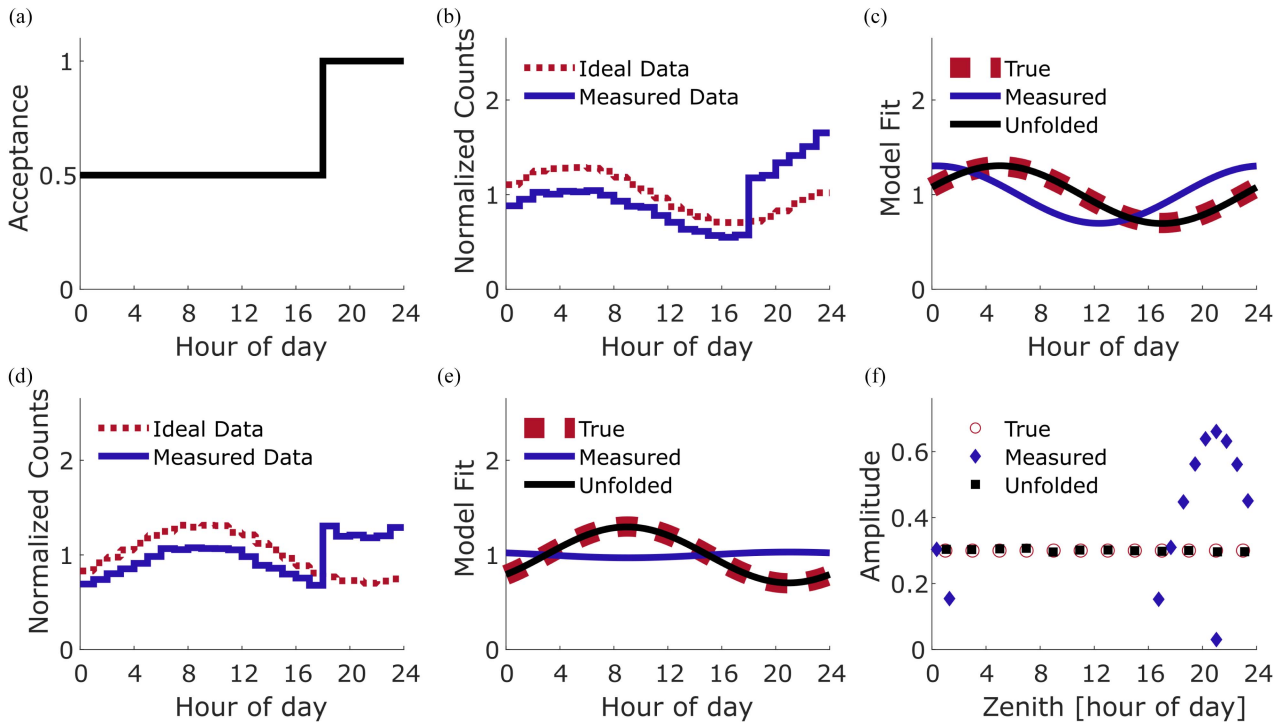 (a)
Acceptance
1
0.5
0
0 4 8 12 16 20 24
Hour of day
(b)
Normalized Counts
Ideal Data
Measured Data
2
1
0
0 4 8 12 16 20 24
Hour of day
(c)
Model Fit
True
Measured
Unfolded
2
1
0
0 4 8 12 16 20 24
Hour of day
(d)
Normalized Counts
Ideal Data
Measured Data
2
1
0
0 4 8 12 16 20 24
Hour of day
(e)
Model Fit
True
Measured
Unfolded
2
1
0
0 4 8 12 16 20 24
Hour of day
(f)
Amplitude
True
Measured
Unfolded
0.6
0.4
0.2
0
0 4 8 12 16 20 24
Zenith [hour of day]